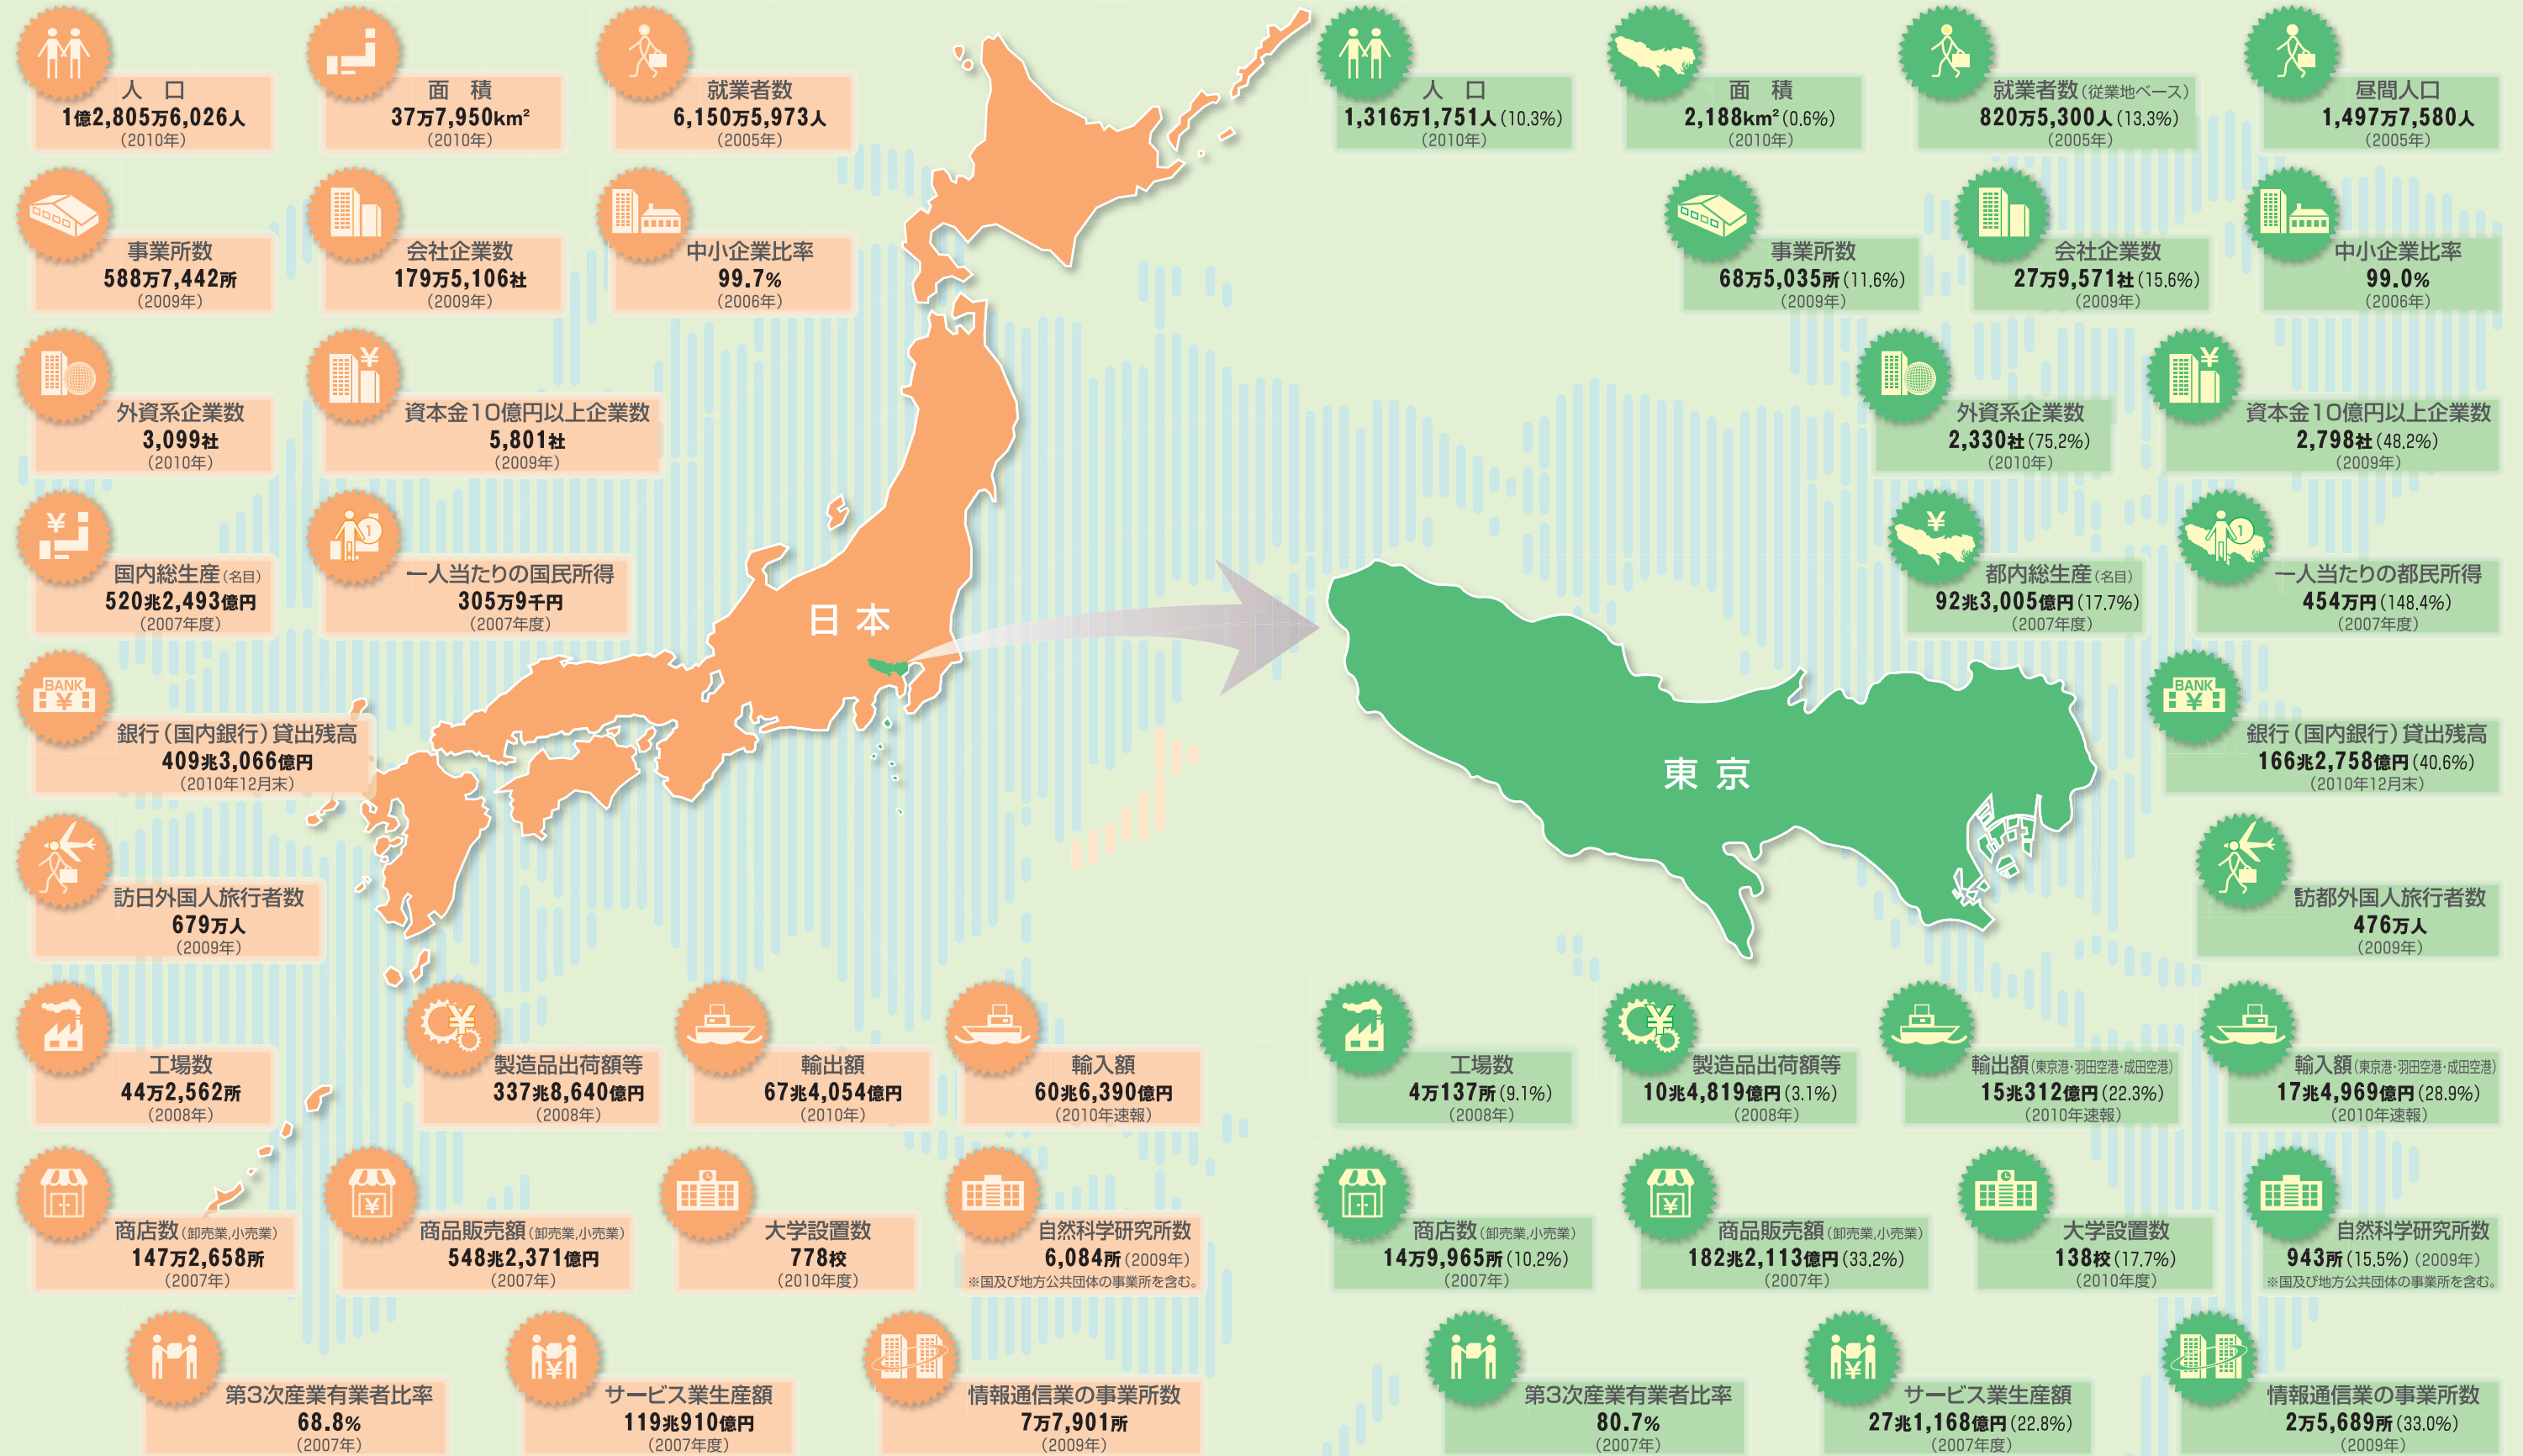 人 口
1億2,805万6,026人
（2010年）
面 積
37万7,950km²
（2010年）
就業者数
6,150万5,973人
（2005年）
事業所数
588万7,442所
（2009年）
会社企業数
179万5,106社
（2009年）
中小企業比率
99.7%
（2006年）
外資系企業数
3,099社
（2010年）
資本金10億円以上企業数
5,801社
（2009年）
¥
国内総生産（名目）
520兆2,493億円
（2007年度）
1
一人当たりの国民所得
305万9千円
（2007年度）
BANK
¥
銀行（国内銀行）貸出残高
409兆3,066億円
（2010年12月末）
訪日外国人旅行者数
679万人
（2009年）
日 本
工場数
44万2,562所
（2008年）
¥
製造品出荷額等
337兆8,640億円
（2008年）
輸出額
67兆4,054億円
（2010年）
輸入額
60兆6,390億円
（2010年速報）
商店数（卸売業,小売業）
147万2,658所
（2007年）
¥
商品販売額（卸売業,小売業）
548兆2,371億円
（2007年）
大学設置数
778校
（2010年度）
自然科学研究所数
6,084所（2009年）
※国及び地方公共団体の事業所を含む。
第3次産業有業者比率
68.8%
（2007年）
¥
サービス業生産額
119兆910億円
（2007年度）
情報通信業の事業所数
7万7,901所
（2009年）
人 口
1,316万1,751人（10.3%）
（2010年）
面 積
2,188km²（0.6%）
（2010年）
就業者数（従業地ベース）
820万5,300人（13.3%）
（2005年）
昼間人口
1,497万7,580人
（2005年）
事業所数
68万5,035所（11.6%）
（2009年）
会社企業数
27万9,571社（15.6%）
（2009年）
中小企業比率
99.0%
（2006年）
外資系企業数
2,330社（75.2%）
（2010年）
¥
資本金10億円以上企業数
2,798社（48.2%）
（2009年）
¥
都内総生産（名目）
92兆3,005億円（17.7%）
（2007年度）
1
一人当たりの都民所得
454万円（148.4%）
（2007年度）
BANK
¥
銀行（国内銀行）貸出残高
166兆2,758億円（40.6%）
（2010年12月末）
訪都外国人旅行者数
476万人
（2009年）
東 京
工場数
4万137所（9.1%）
（2008年）
¥
製造品出荷額等
10兆4,819億円（3.1%）
（2008年）
輸出額（東京港・羽田空港・成田空港）
15兆312億円（22.3%）
（2010年速報）
輸入額（東京港・羽田空港・成田空港）
17兆4,969億円（28.9%）
（2010年速報）
商店数（卸売業,小売業）
14万9,965所（10.2%）
（2007年）
¥
商品販売額（卸売業,小売業）
182兆2,113億円（33.2%）
（2007年）
大学設置数
138校（17.7%）
（2010年度）
自然科学研究所数
943所（15.5%）（2009年）
※国及び地方公共団体の事業所を含む。
第3次産業有業者比率
80.7%
（2007年）
¥
サービス業生産額
27兆1,168億円（22.8%）
（2007年度）
情報通信業の事業所数
2万5,689所（33.0%）
（2009年）